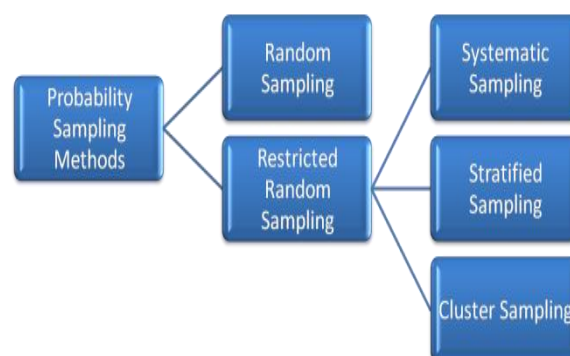 Probability
Sampling
Methods
Random
Sampling
Restricted
Random
Sampling
Systematic
Sampling
Stratified
Sampling
Cluster Sampling